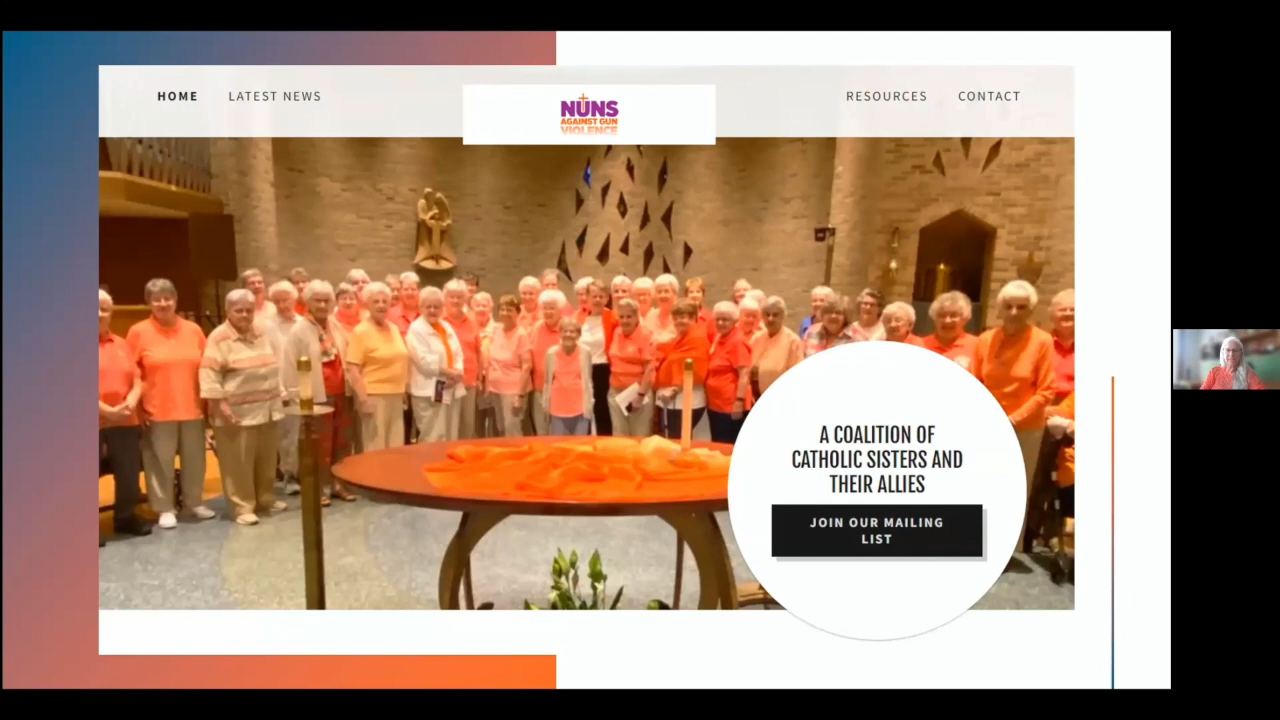 HOME LATEST NEWS
NUNS
AGAINST GUN
VIOLENCE
RESOURCES CONTACT
A COALITION OF
CATHOLIC SISTERS AND
THEIR ALLIES
JOIN OUR MAILING
LIST